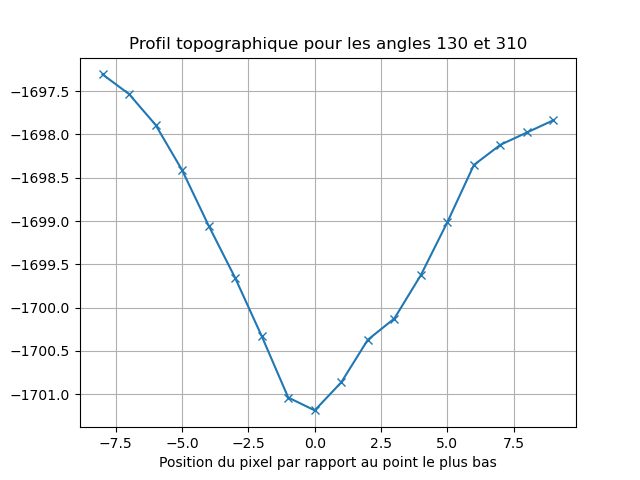 Profil topographique pour les angles 130 et 310
−1697.5
−1698.0
−1698.5
−1699.0
−1699.5
−1700.0
−1700.5
−1701.0
−7.5 −5.0 −2.5 0.0 2.5 5.0 7.5
Position du pixel par rapport au point le plus bas